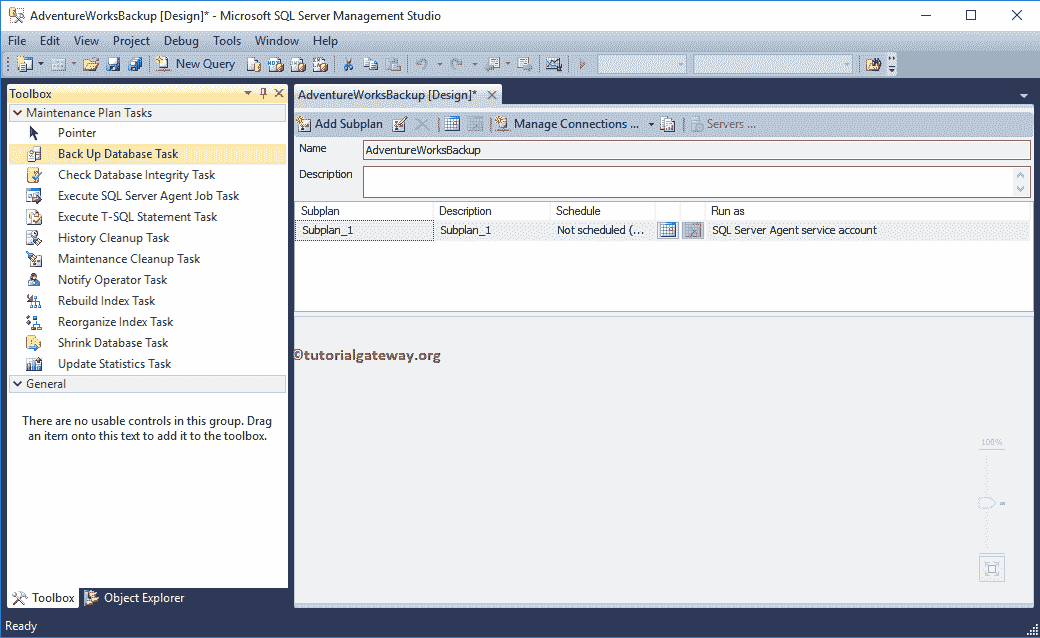 AdventureWorksBackup [Design]* - Microsoft SQL Server Management Studio
File Edit View Project Debug Tools Window Help
New Query
Toolbox
Maintenance Plan Tasks
Pointer
Back Up Database Task
Check Database Integrity Task
Execute SQL Server Agent Job Task
Execute T-SQL Statement Task
History Cleanup Task
Maintenance Cleanup Task
Notify Operator Task
Rebuild Index Task
Reorganize Index Task
Shrink Database Task
Update Statistics Task
General
There are no usable controls in this group. Drag
an item onto this text to add it to the toolbox.
Toolbox Object Explorer
AdventureWorksBackup [Design]*
Add Subplan Manage Connections ... Servers ...
Name AdventureWorksBackup
Description
Subplan Description Schedule Run as
Subplan_1 Subplan_1 Not scheduled (... SQL Server Agent service account
©tutorialgateway.org
100%
Ready